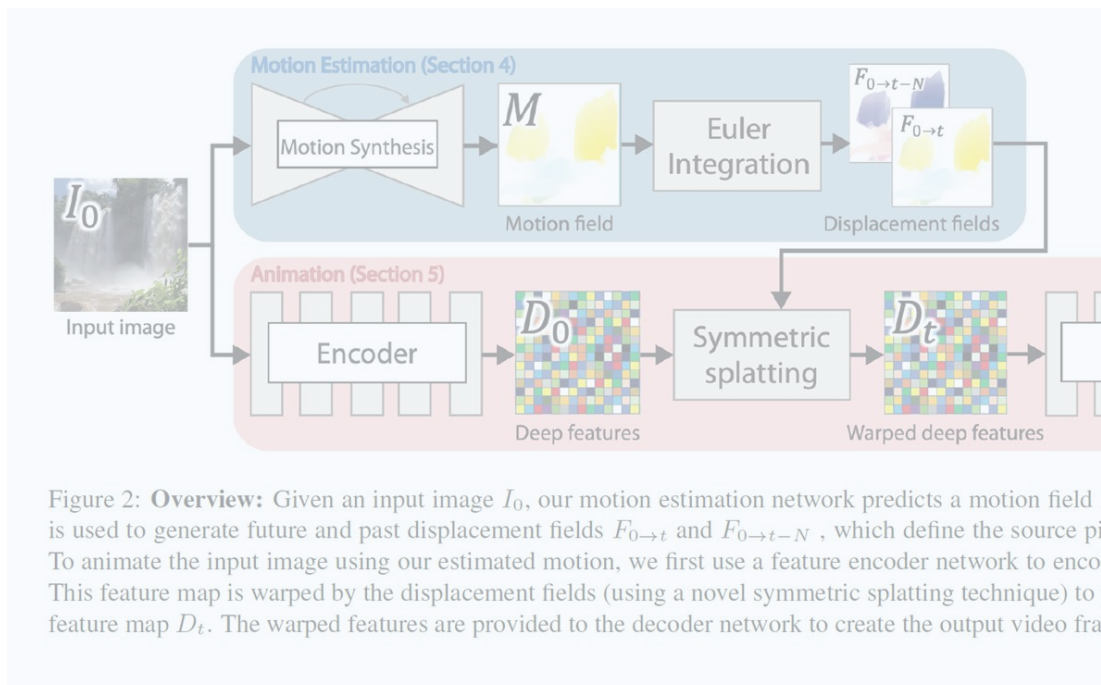 Motion Estimation (Section 4)
Motion Synthesis
M
Motion field
Euler
Integration
F0→t−N
F0→t
Displacement fields
I0
Input image
Animation (Section 5)
Encoder
D0
Deep features
Symmetric
splatting
Dt
Warped deep features
Figure 2: Overview: Given an input image I0, our motion estimation network predicts a motion field
is used to generate future and past displacement fields F0→t and F0→t−N , which define the source pi
To animate the input image using our estimated motion, we first use a feature encoder network to enco
This feature map is warped by the displacement fields (using a novel symmetric splatting technique) to
feature map Dt. The warped features are provided to the decoder network to create the output video fra